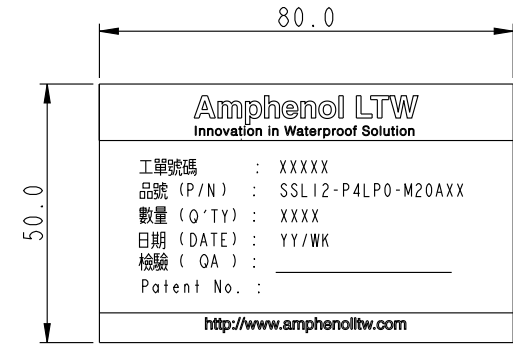 80.0
50.0
Amphenol LTW
Innovation in Waterproof Solution
工單號碼 : XXXXX
品號 (P/N) : SSL12-P4LP0-M20AXX
數量 (Q'TY) : XXXX
日期 (DATE) : YY/WK
檢驗 ( QA ) :
Patent No. :
http://www.amphenolltw.com